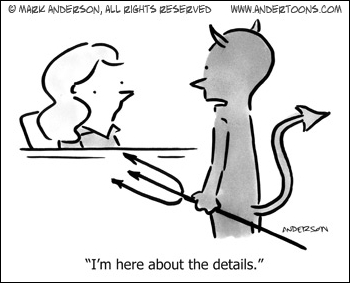 © MARK ANDERSON, ALL RIGHTS RESERVED WWW.ANDERTOONS.COM
ANDERSON
“I’m here about the details.”